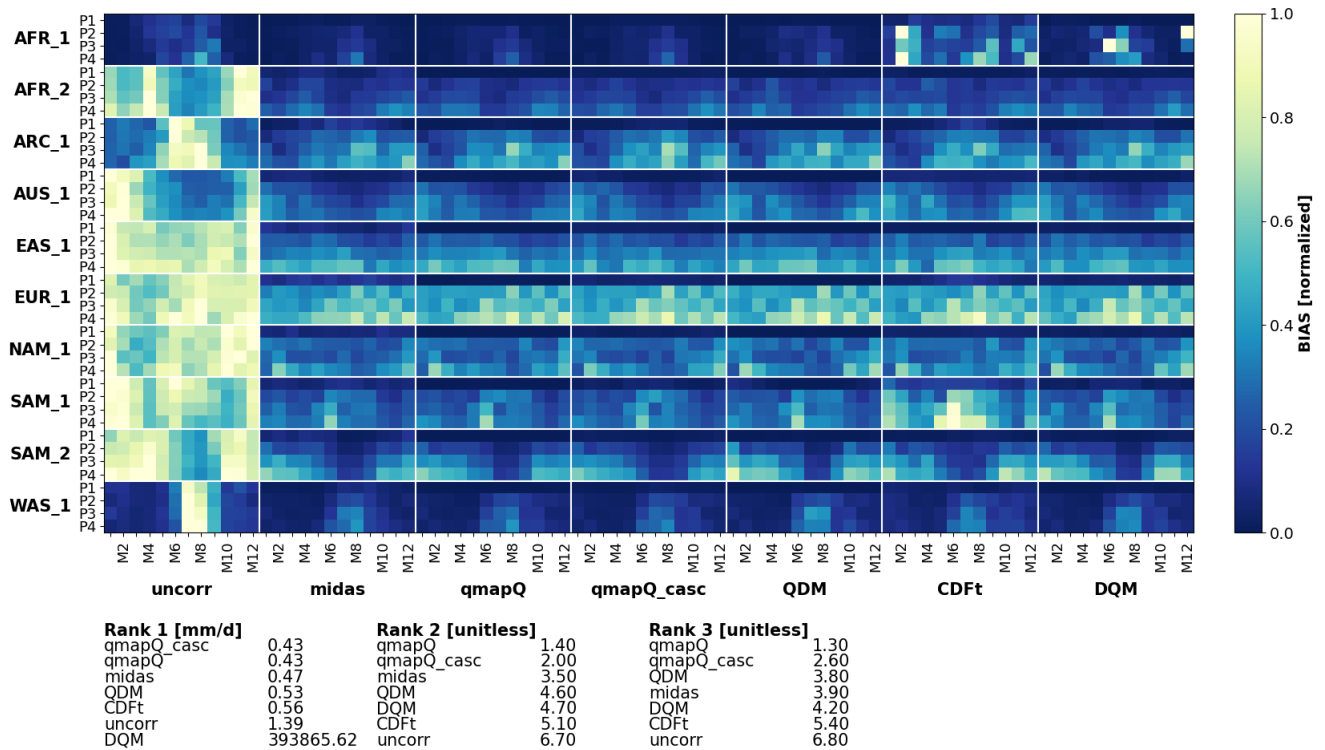 AFR_1 P1 P2 P3 P4
AFR_2 P1 P2 P3 P4
ARC_1 P1 P2 P3 P4
AUS_1 P1 P2 P3 P4
EAS_1 P1 P2 P3 P4
EUR_1 P1 P2 P3 P4
NAM_1 P1 P2 P3 P4
SAM_1 P1 P2 P3 P4
SAM_2 P1 P2 P3 P4
WAS_1 P1 P2 P3 P4
1.0
0.8
0.6
0.4
0.2
0.0
BIAS [normalized]
M2 M4 M6 M8 M10 M12 M2 M4 M6 M8 M10 M12 M2 M4 M6 M8 M10 M12 M2 M4 M6 M8 M10 M12 M2 M4 M6 M8 M10 M12 M2 M4 M6 M8 M10 M12 M2 M4 M6 M8 M10 M12
uncorr midas qmapQ qmapQ_casc QDM CDFt DQM
Rank 1 [mm/d]
qmapQ_casc 0.43
qmapQ 0.43
midas 0.47
QDM 0.53
CDFt 0.56
uncorr 1.39
DQM 393865.62
Rank 2 [unitless]
qmapQ 1.40
qmapQ_casc 2.00
midas 3.50
QDM 4.60
DQM 4.70
CDFt 5.10
uncorr 6.70
Rank 3 [unitless]
qmapQ 1.30
qmapQ_casc 2.60
QDM 3.80
midas 3.90
DQM 4.20
CDFt 5.40
uncorr 6.80